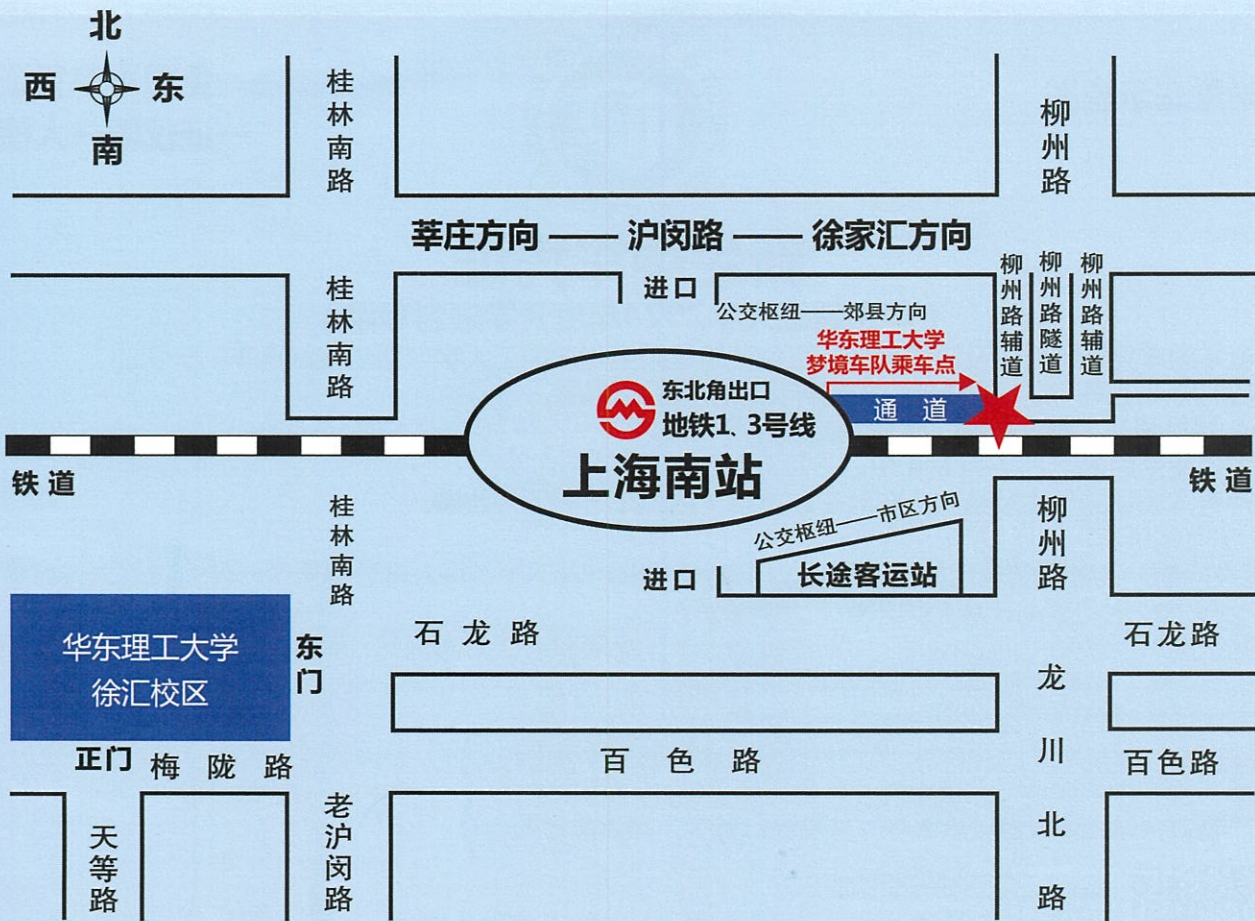 北
西 东
南
桂林南路
柳州路
莘庄方向——沪闵路——徐家汇方向
桂林南路
进口
柳州路辅道
柳州路隧道
柳州路辅道
公交枢纽——郊县方向
华东理工大学
梦境车队乘车点
东北角出口
地铁1、3号线
通道
上海南站
铁道
铁道
桂林南路
公交枢纽——市区方向
柳州路
进口
长途客运站
华东理工大学
徐汇校区
东门
石龙路
石龙路
龙川北路
正门
梅陇路
百色路
百色路
天等路
老沪闵路